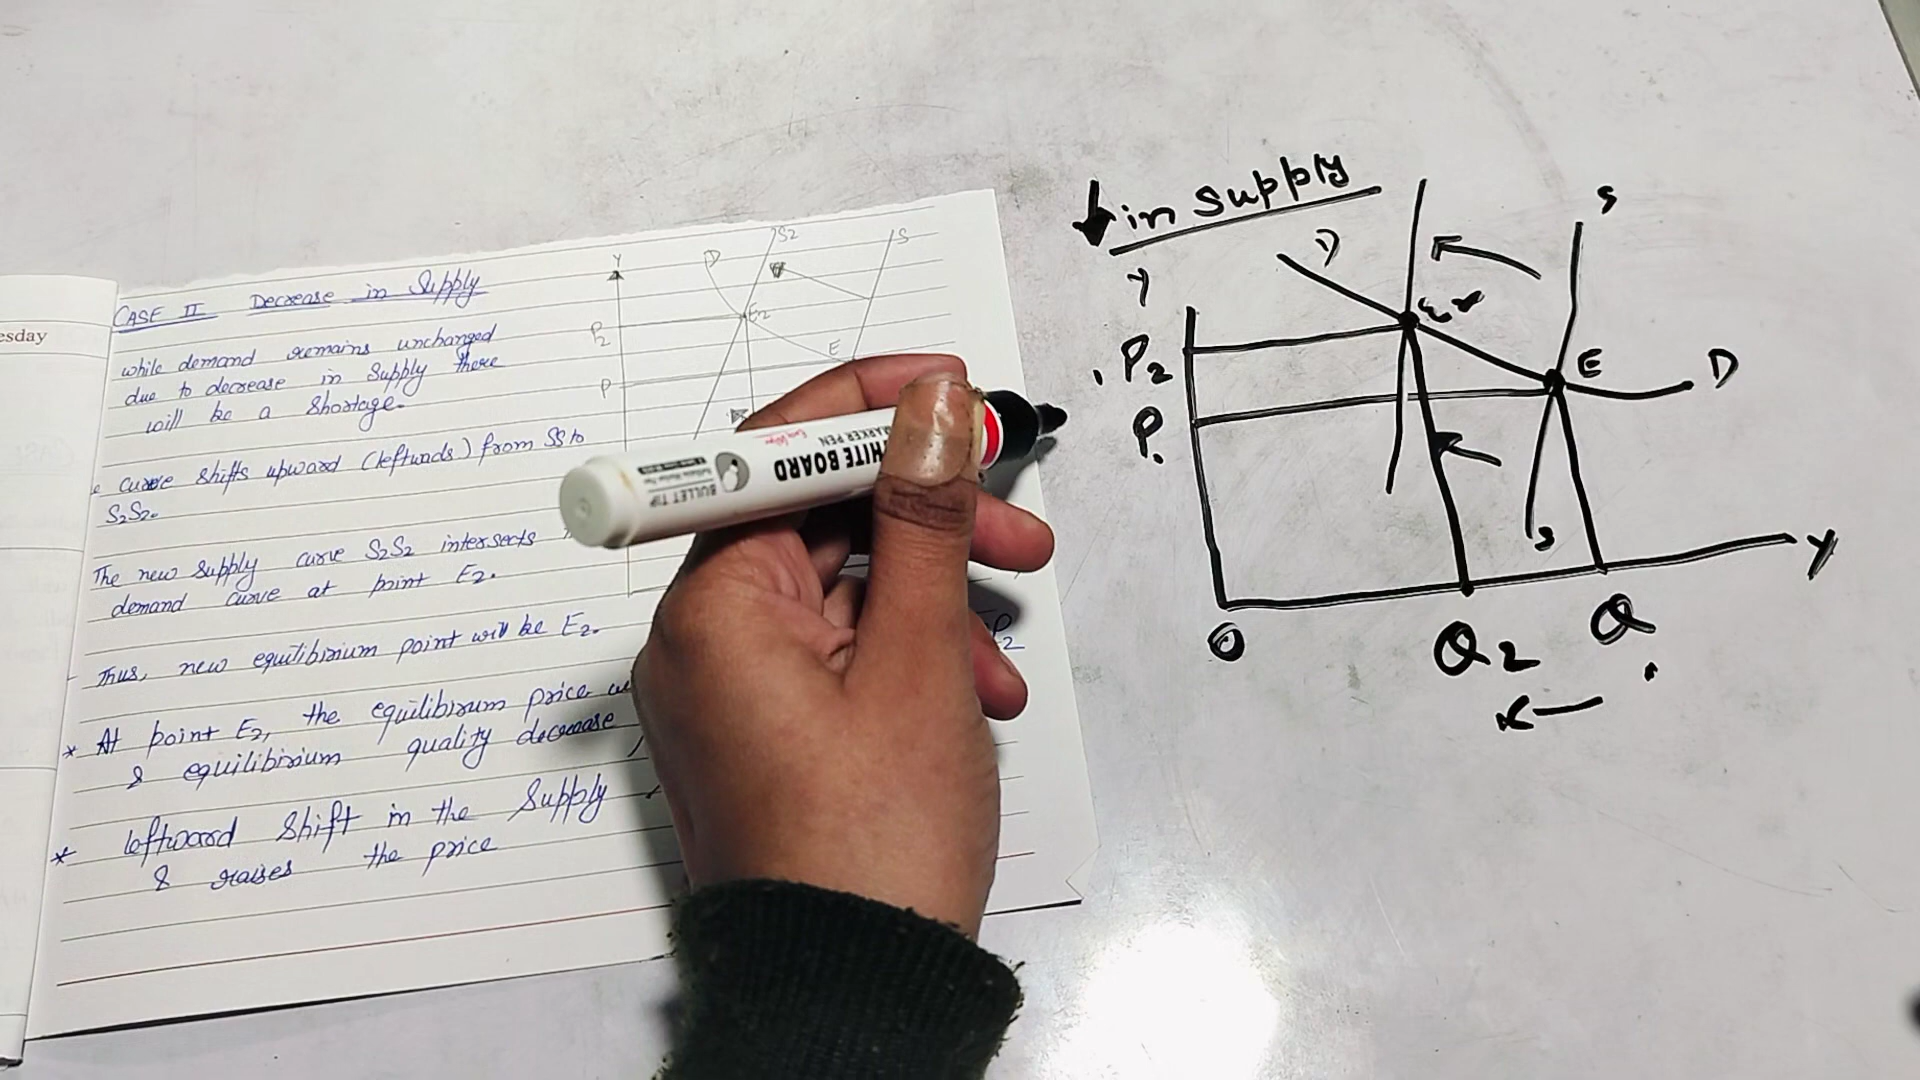 esday
CASE II Decrease in Supply
while demand remains unchanged
due to decrease in Supply there
will be a Shortage.
curve shifts upward (leftwards) from SS to
S2S2.
The new supply curve S2S2 intersects
demand curve at point E2.
Thus, new equilibrium point will be E2.
* At point E2, the equilibrium price
& equilibrium quality decrease
* leftward Shift in the Supply
& raises the price
Y
D
S2
S
P2
E2
E
P
P2
WHITE BOARD
MARKER PEN
BULLET TIP
↓ in supply
Y
D
S
E2
P2
E
D
P
S
O
Q2
Q
Y